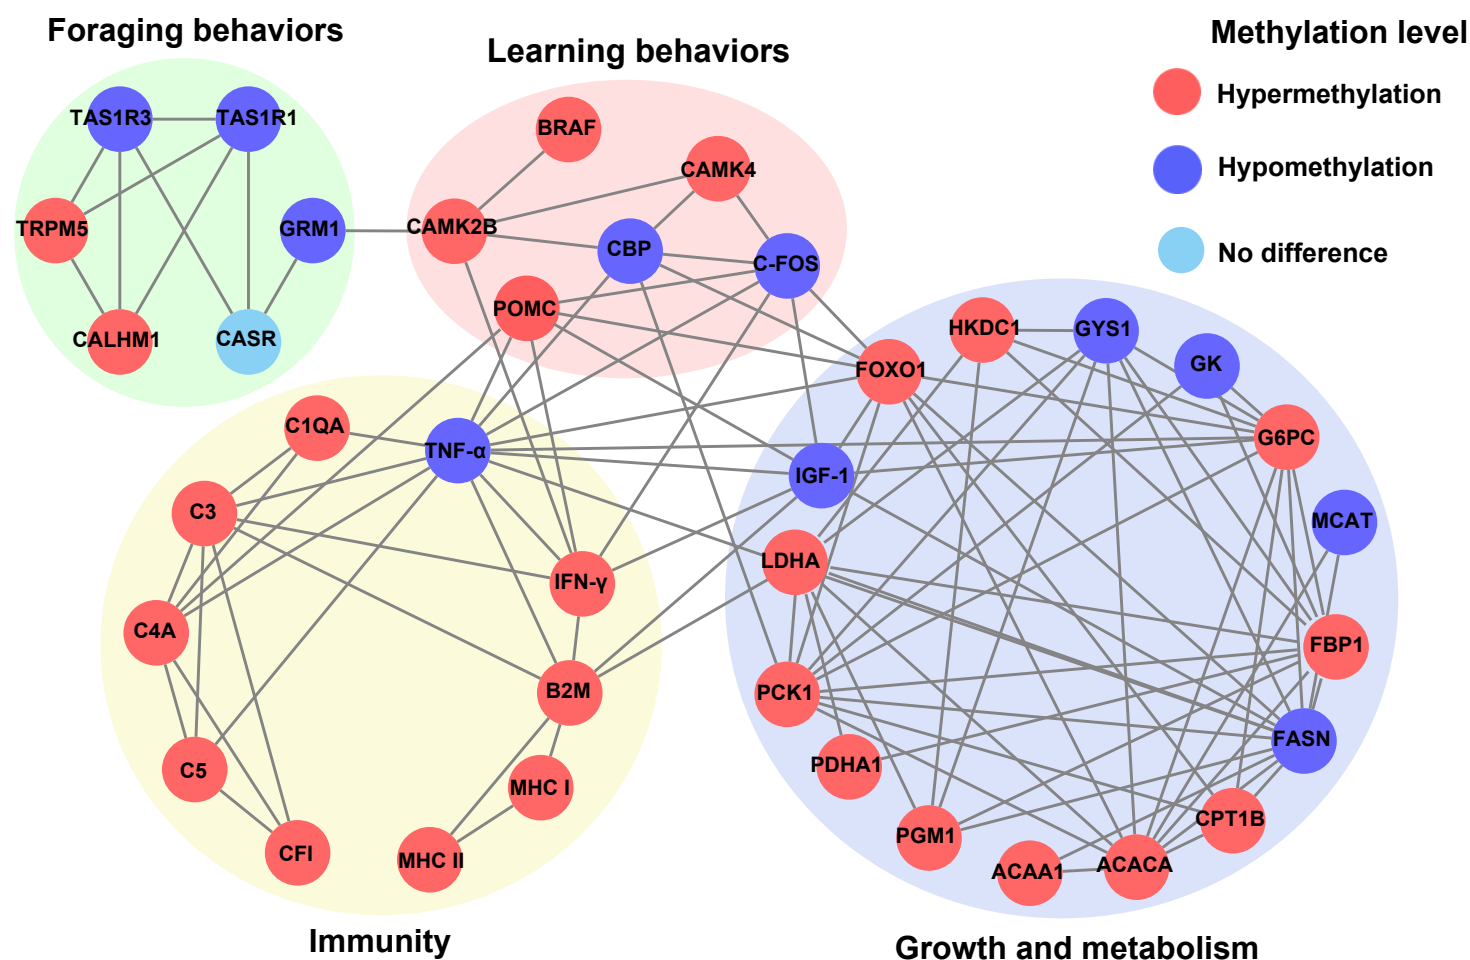 Foraging behaviors
Learning behaviors
Methylation level
Hypermethylation
Hypomethylation
No difference
TAS1R3
TAS1R1
TRPM5
GRM1
CALHM1
CASR
BRAF
CAMK4
CAMK2B
CBP
C-FOS
POMC
HKDC1
GYS1
GK
FOXO1
G6PC
IGF-1
MCAT
LDHA
FBP1
PCK1
FASN
PDHA1
CPT1B
PGM1
ACAA1
ACACA
C1QA
TNF-α
C3
IFN-γ
C4A
B2M
C5
MHC I
CFI
MHC II
Immunity
Growth and metabolism